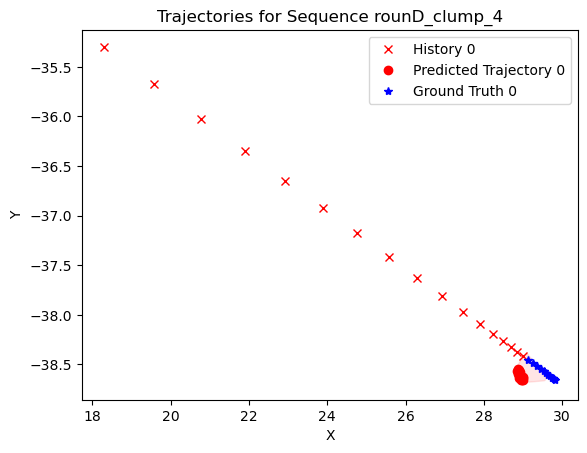 Trajectories for Sequence rounD_clump_4
History 0
Predicted Trajectory 0
Ground Truth 0
−35.5
−36.0
−36.5
−37.0
−37.5
−38.0
−38.5
Y
18
20
22
24
26
28
30
X